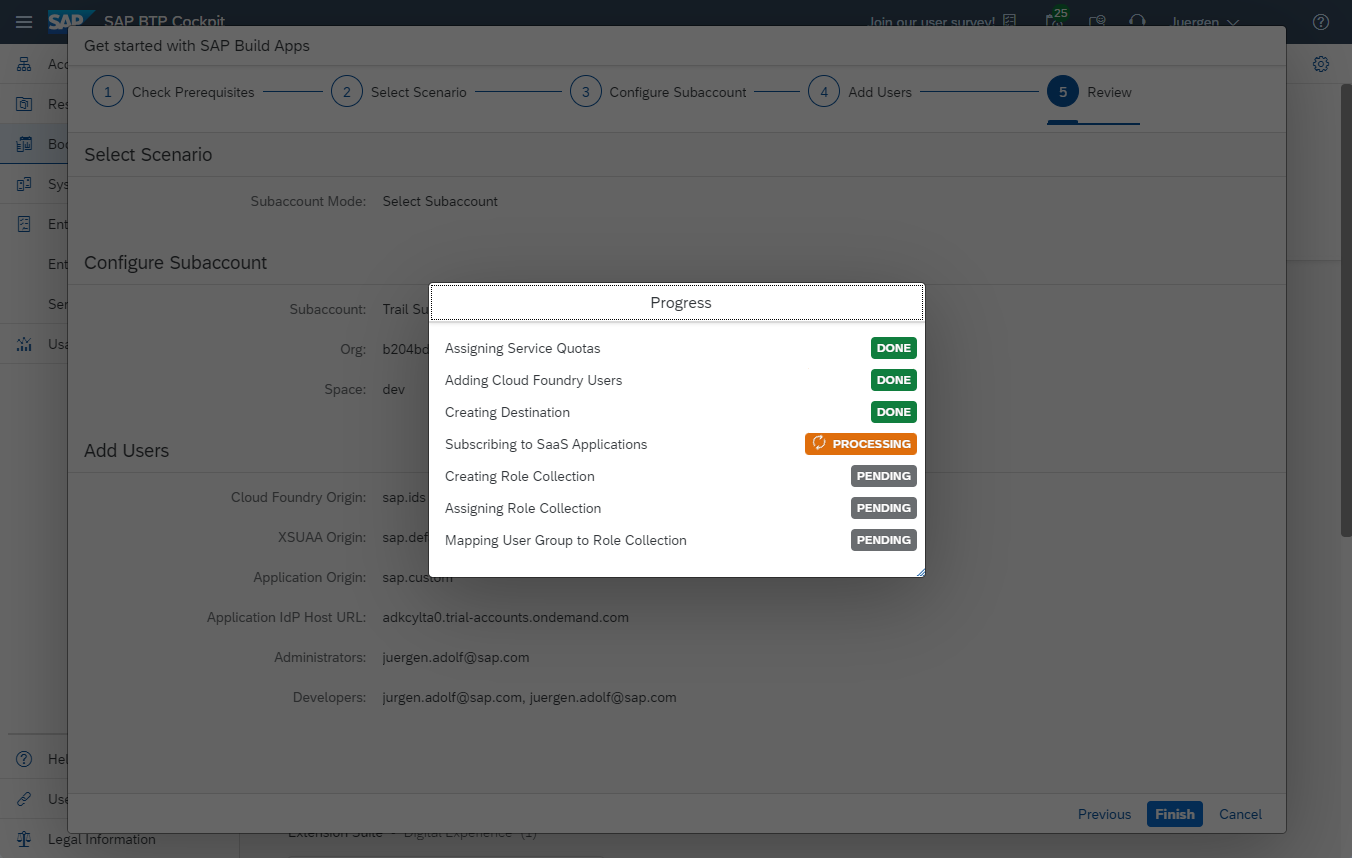 SAP SAP BTP Cockpit Join our user survey! 25 Juergen
Get started with SAP Build Apps
1 Check Prerequisites 2 Select Scenario 3 Configure Subaccount 4 Add Users 5 Review
Select Scenario
Subaccount Mode: Select Subaccount
Configure Subaccount
Subaccount: Trail Su
Org: b204bd
Space: dev
Progress
Assigning Service Quotas DONE
Adding Cloud Foundry Users DONE
Creating Destination DONE
Subscribing to SaaS Applications PROCESSING
Creating Role Collection PENDING
Assigning Role Collection PENDING
Mapping User Group to Role Collection PENDING
Add Users
Cloud Foundry Origin: sap.ids
XSUAA Origin: sap.def
Application Origin: sap.custom
Application IdP Host URL: adkcylta0.trial-accounts.ondemand.com
Administrators: juergen.adolf@sap.com
Developers: jurgen.adolf@sap.com, juergen.adolf@sap.com
Previous Finish Cancel
Acc
Res
Boo
Sys
Ent
Ent
Ser
Usa
Hel
Use
Legal Information
Extension Suite - Digital Experience (1)